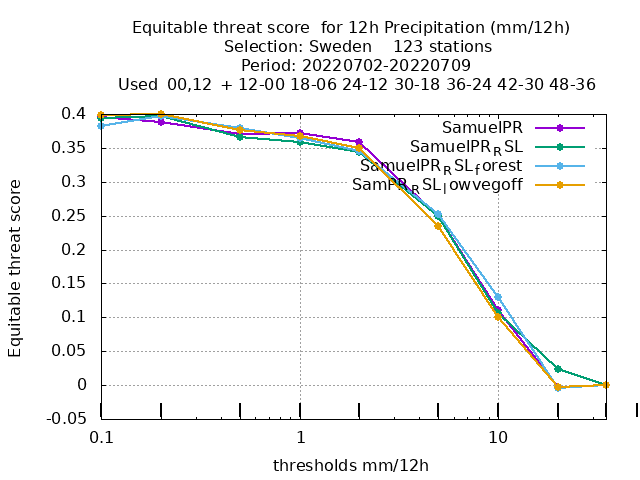 Equitable threat score for 12h Precipitation (mm/12h)
Selection: Sweden 123 stations
Period: 20220702-20220709
Used 00,12 + 12-00 18-06 24-12 30-18 36-24 42-30 48-36
SamuelPR
SamuelPR_RSL
SamuelPR_RSL_forest
SamPR_RSL_lowvegoff
Equitable threat score
0.4
0.35
0.3
0.25
0.2
0.15
0.1
0.05
0
-0.05
0.1 1 10
thresholds mm/12h